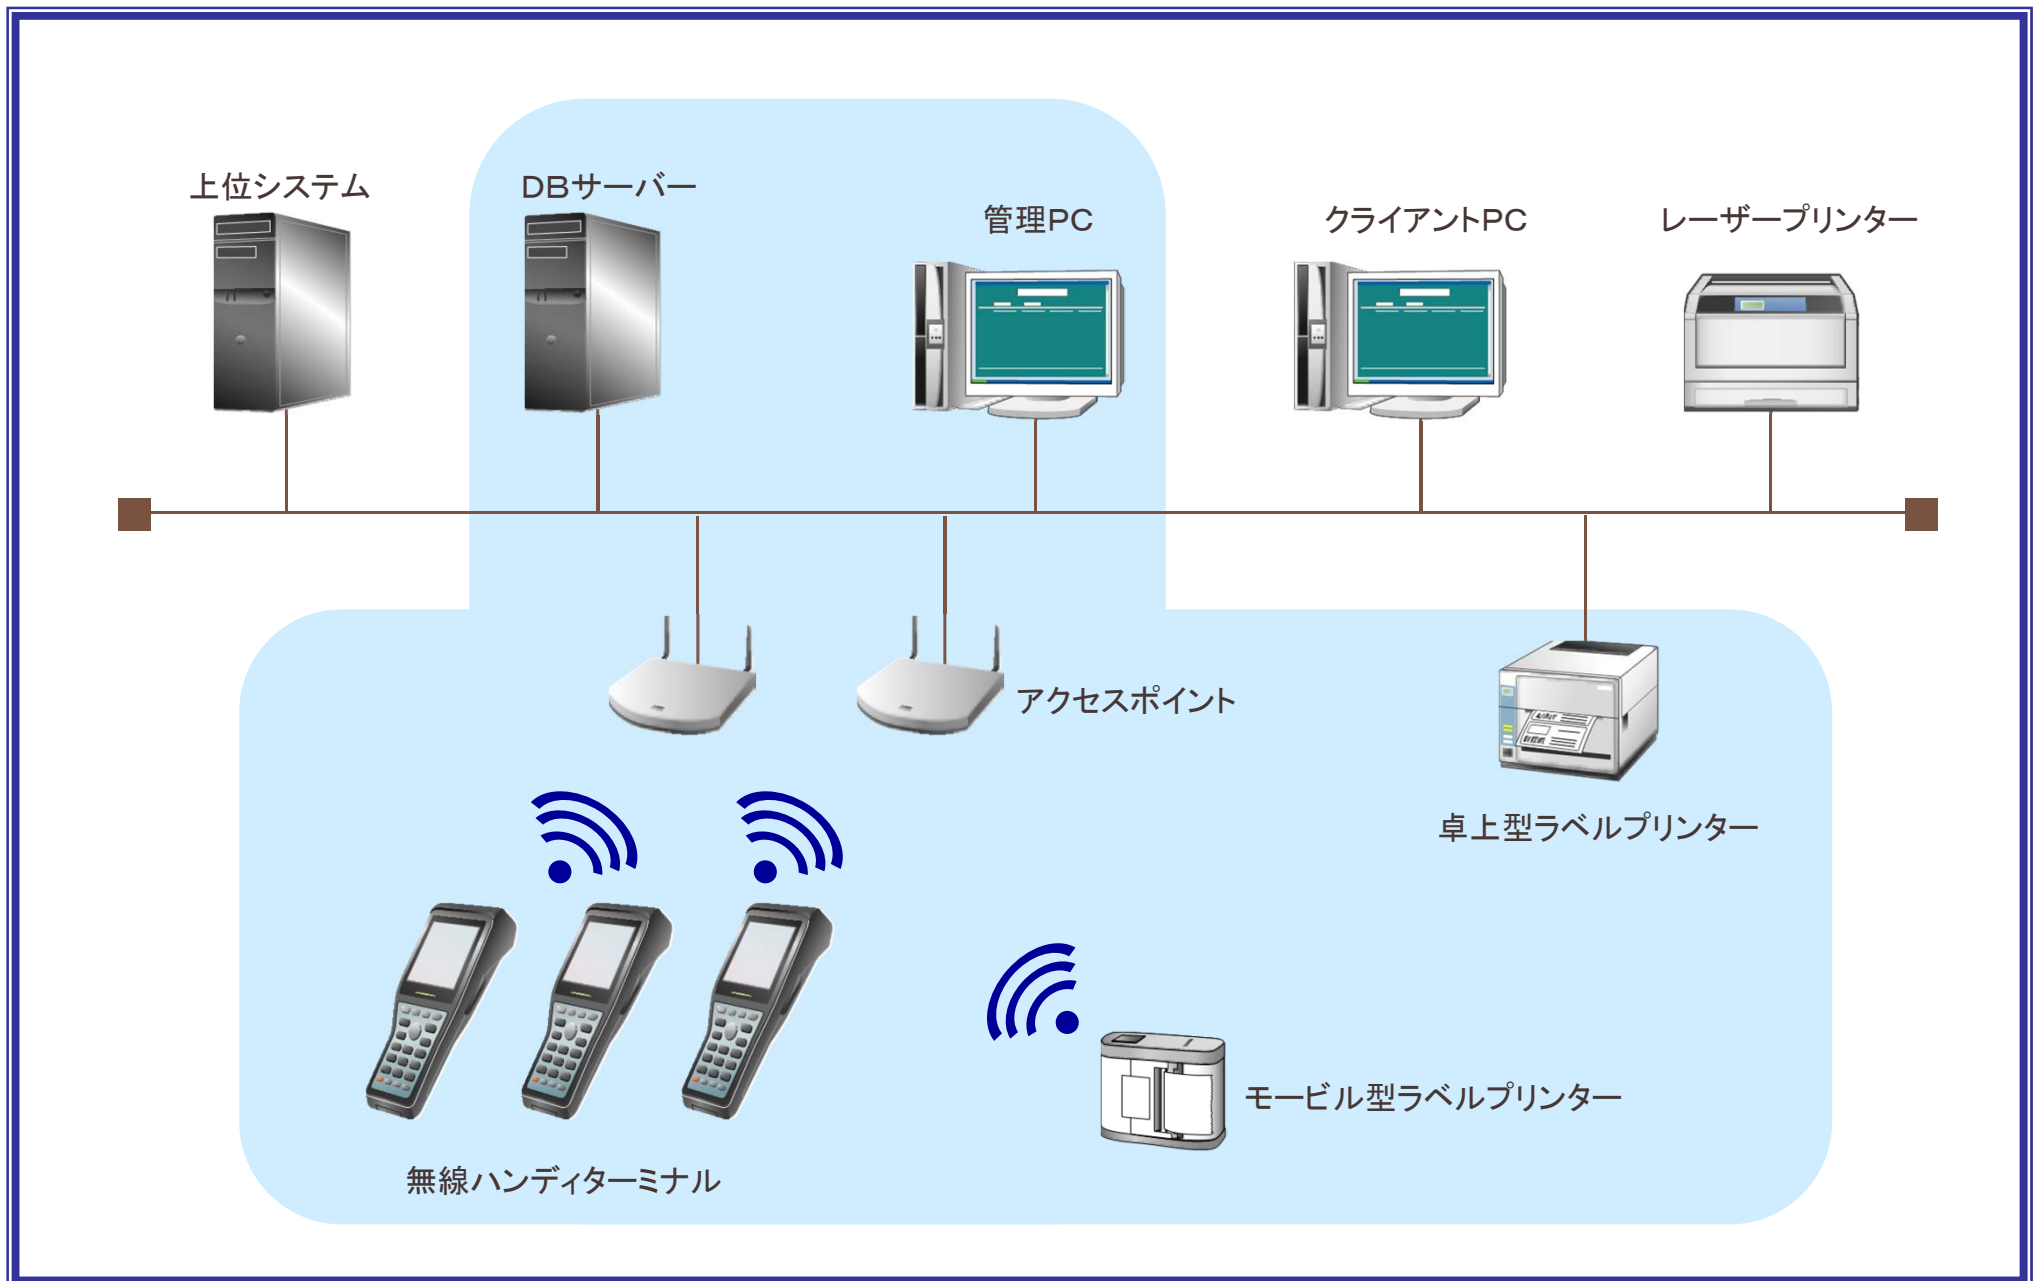 上位システム
DBサーバー
管理PC
クライアントPC
レーザープリンター
アクセスポイント
卓上型ラベルプリンター
モービル型ラベルプリンター
無線ハンディターミナル